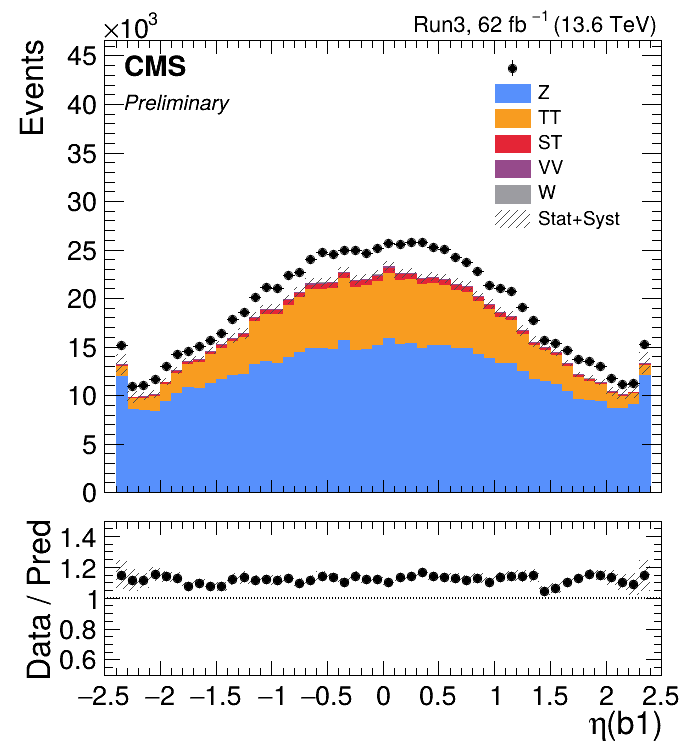 ×10³
Run3, 62 fb⁻¹ (13.6 TeV)
Events
CMS
Preliminary
45
40
35
30
25
20
15
10
5
0
Z
TT
ST
VV
W
Stat+Syst
Data / Pred
1.4
1.2
1
0.8
0.6
−2.5 −2 −1.5 −1 −0.5 0 0.5 1 1.5 2 2.5
η(b1)